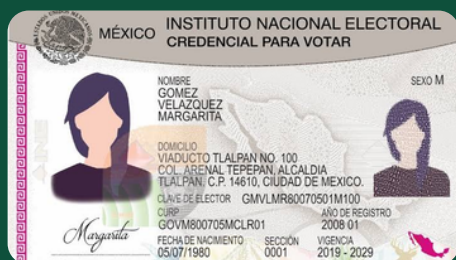 MÉXICO
INSTITUTO NACIONAL ELECTORAL
CREDENCIAL PARA VOTAR
NOMBRE
GOMEZ
VELAZQUEZ
MARGARITA
SEXO M
DOMICILIO
VIADUCTO TLALPAN NO. 100
COL. ARENAL TEPEPAN, ALCALDIA
TLALPAN, C.P. 14610, CIUDAD DE MEXICO.
CLAVE DE ELECTOR GMVLMR80070501M100
CURP
GOVM800705MCLR01
AÑO DE REGISTRO
2008 01
FECHA DE NACIMIENTO
05/07/1980
SECCIÓN
0001
VIGENCIA
2019 - 2029
Margarita